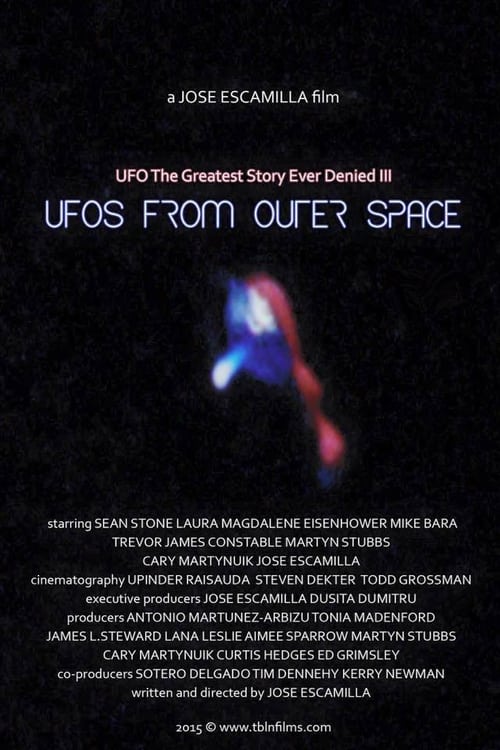 a JOSE ESCAMILLA film
UFO The Greatest Story Ever Denied III
UFOS FROM OUTER SPACE
starring SEAN STONE LAURA MAGDALENE EISENHOWER MIKE BARA
TREVOR JAMES CONSTABLE MARTYN STUBBS
CARY MARTYNUIK JOSE ESCAMILLA
cinematography UPINDER RAISAUDA STEVEN DEKTER TODD GROSSMAN
executive producers JOSE ESCAMILLA DUSITA DUMITRU
producers ANTONIO MARTUNEZ-ARBIZU TONIA MADENFORD
JAMES L.STEWARD LANA LESLIE AIMEE SPARROW MARTYN STUBBS
CARY MARTYNUIK CURTIS HEDGES ED GRIMSLEY
co-producers SOTERO DELGADO TIM DENNEHY KERRY NEWMAN
written and directed by JOSE ESCAMILLA
2015 © www.tblnfilms.com